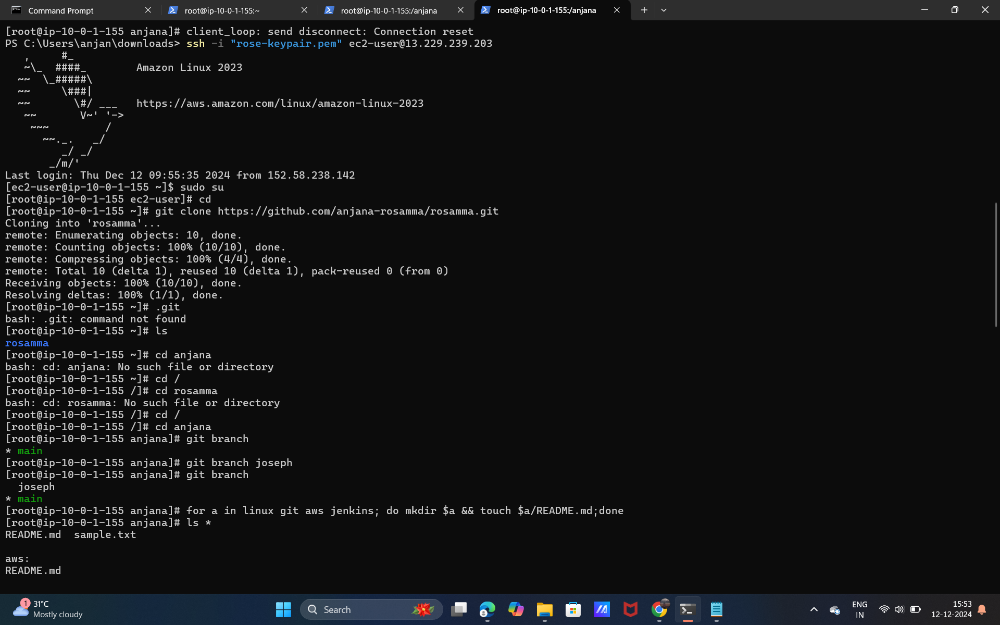 Command Prompt
root@ip-10-0-1-155:~
root@ip-10-0-1-155:/anjana
root@ip-10-0-1-155:/anjana
[root@ip-10-0-1-155 anjana]# client_loop: send disconnect: Connection reset
PS C:\Users\anjan\downloads> ssh -i "rose-keypair.pem" ec2-user@13.229.239.203
   ,     #_
   ~\_  ####_        Amazon Linux 2023
  ~~  \_#####\
  ~~     \###|
  ~~       \#/ ___   https://aws.amazon.com/linux/amazon-linux-2023
   ~~       V~' '->
    ~~~         /
      ~~._.   _/
         _/ _/
       _/m/'
Last login: Thu Dec 12 09:55:35 2024 from 152.58.238.142
[ec2-user@ip-10-0-1-155 ~]$ sudo su
[root@ip-10-0-1-155 ec2-user]# cd
[root@ip-10-0-1-155 ~]# git clone https://github.com/anjana-rosamma/rosamma.git
Cloning into 'rosamma'...
remote: Enumerating objects: 10, done.
remote: Counting objects: 100% (10/10), done.
remote: Compressing objects: 100% (4/4), done.
remote: Total 10 (delta 1), reused 10 (delta 1), pack-reused 0 (from 0)
Receiving objects: 100% (10/10), done.
Resolving deltas: 100% (1/1), done.
[root@ip-10-0-1-155 ~]# .git
bash: .git: command not found
[root@ip-10-0-1-155 ~]# ls
rosamma
[root@ip-10-0-1-155 ~]# cd anjana
bash: cd: anjana: No such file or directory
[root@ip-10-0-1-155 ~]# cd /
[root@ip-10-0-1-155 /]# cd rosamma
bash: cd: rosamma: No such file or directory
[root@ip-10-0-1-155 /]# cd /
[root@ip-10-0-1-155 /]# cd anjana
[root@ip-10-0-1-155 anjana]# git branch
* main
[root@ip-10-0-1-155 anjana]# git branch joseph
[root@ip-10-0-1-155 anjana]# git branch
  joseph
* main
[root@ip-10-0-1-155 anjana]# for a in linux git aws jenkins; do mkdir $a && touch $a/README.md;done
[root@ip-10-0-1-155 anjana]# ls *
README.md  sample.txt

aws:
README.md
1
31°C
Mostly cloudy
Search
ENG
IN
15:53
12-12-2024